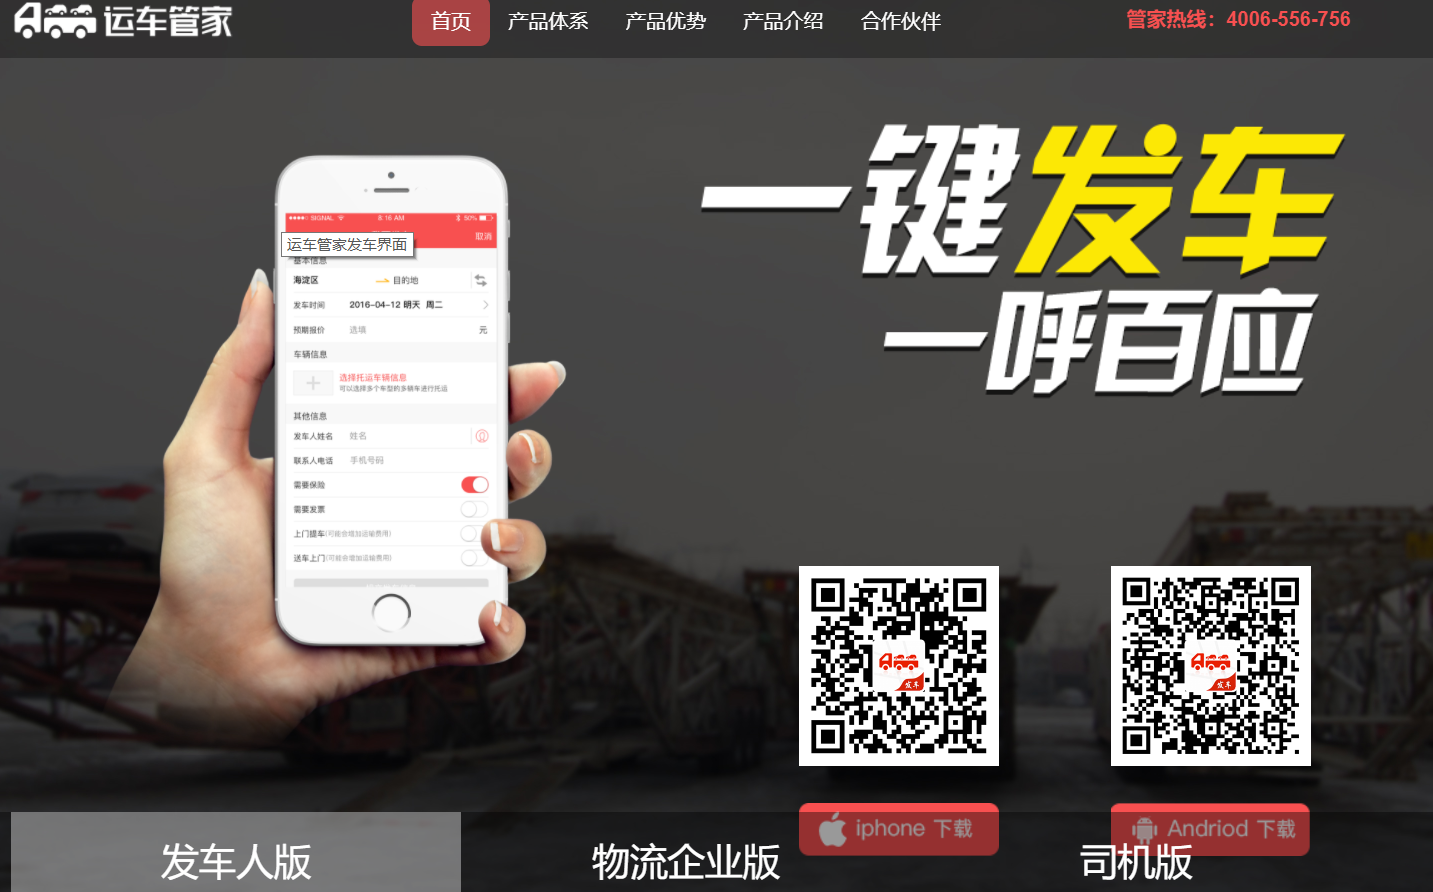 运车管家
首页 产品体系 产品优势 产品介绍 合作伙伴
管家热线：4006-556-756
一键发车
一呼百应
SIGNAL 8:16 AM 50%
取消
运车管家发车界面
基本信息
海淀区 目的地
发车时间 2016-04-12 明天 周二
预期报价 选填 元
车辆信息
选择托运车辆信息
可以选择多个车型的多辆车进行托运
其他信息
发车人姓名 姓名
联系人电话 手机号码
需要保险
需要发票
上门提车(可能会增加运输费用)
送车上门(可能会增加运输费用)
发车
发车
iphone 下载
Andriod 下载
发车人版
物流企业版
司机版